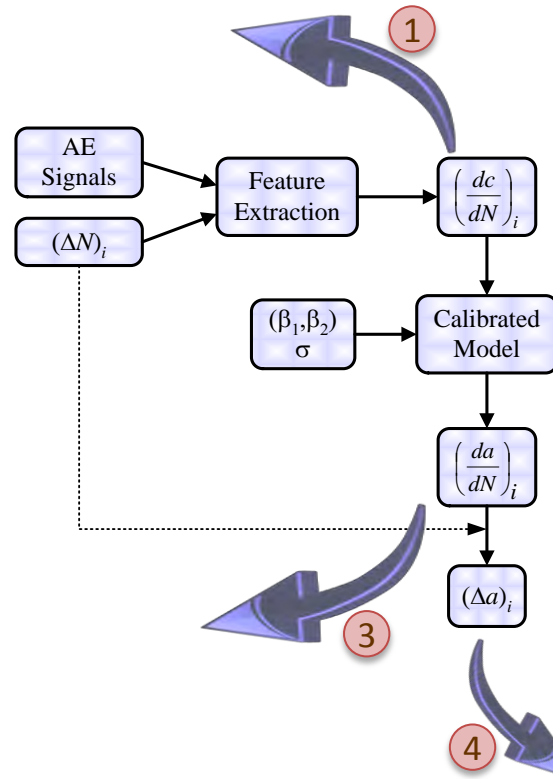 1
AE
Signals
Feature
Extraction
(dc/dN)i
(ΔN)i
(β1,β2)
σ
Calibrated
Model
(da/dN)i
(Δa)i
3
4